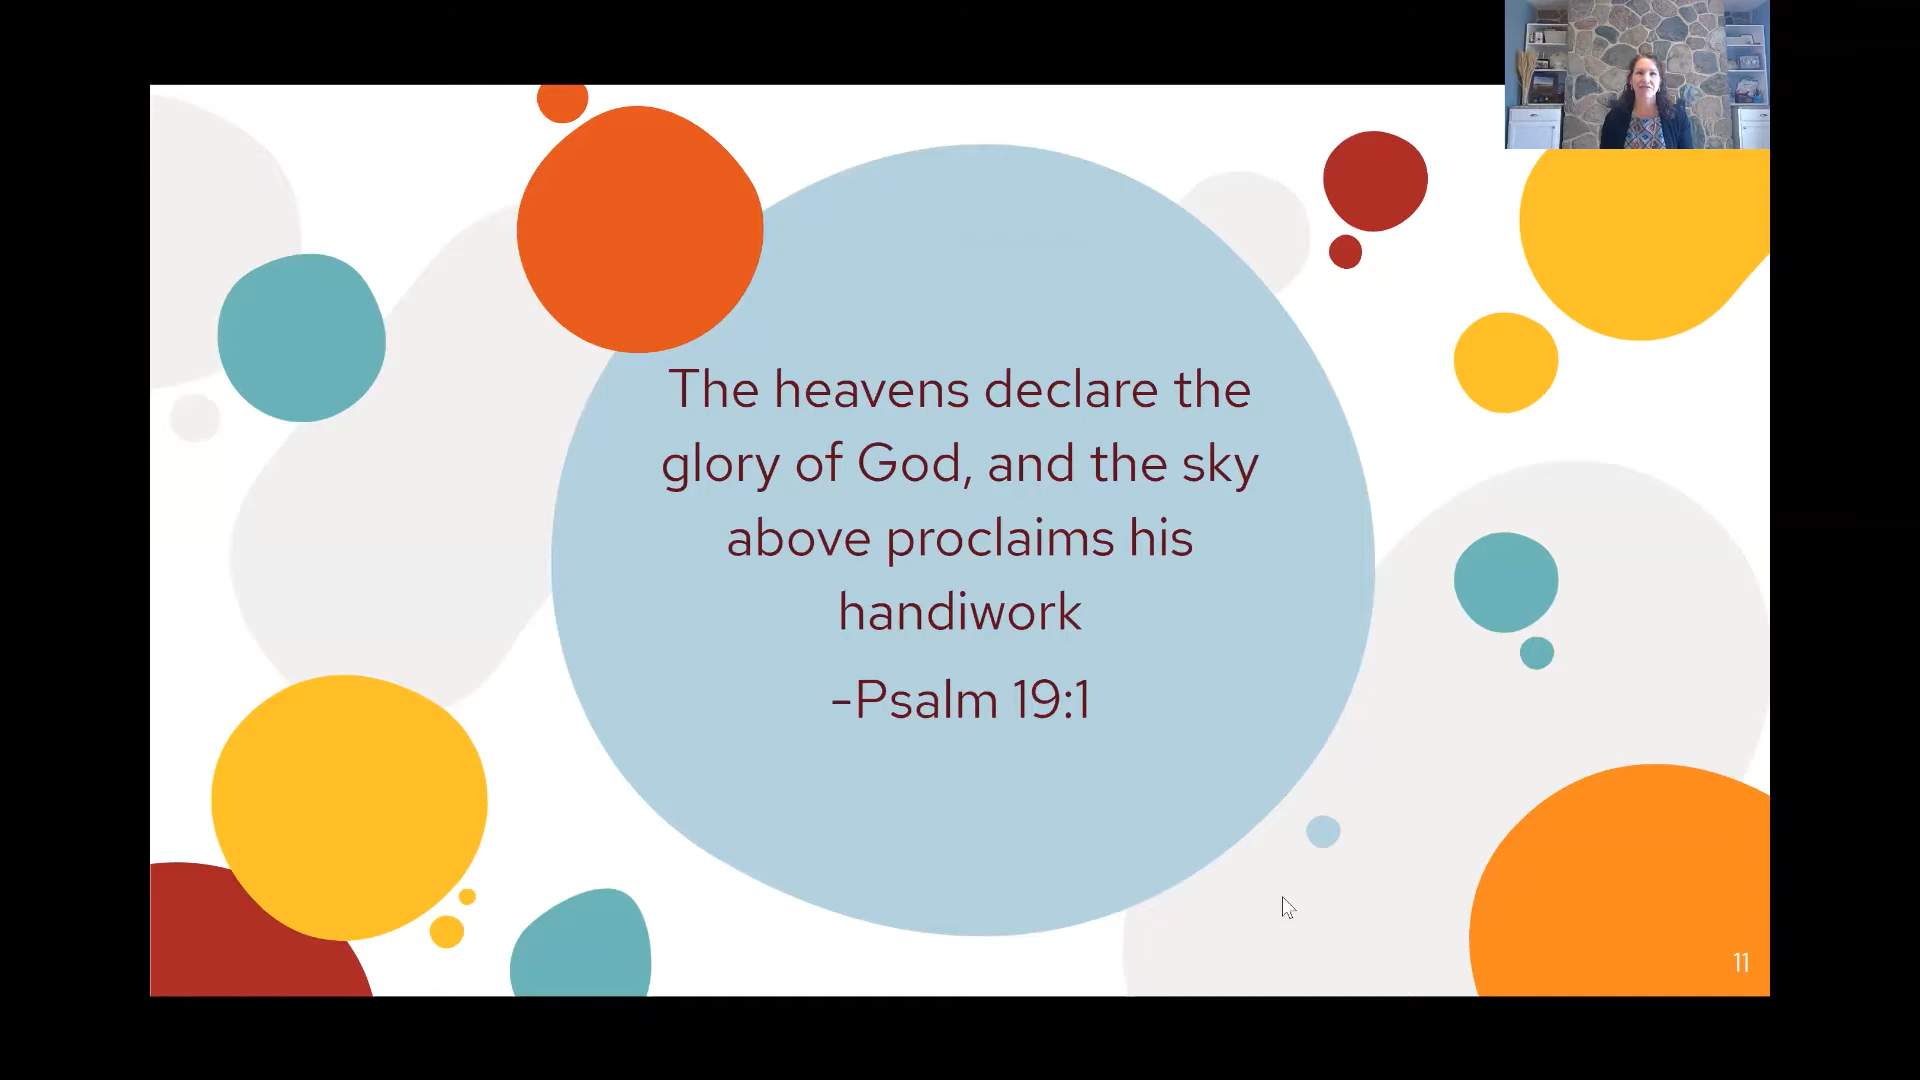 The heavens declare the
glory of God, and the sky
above proclaims his
handiwork
-Psalm 19:1
11